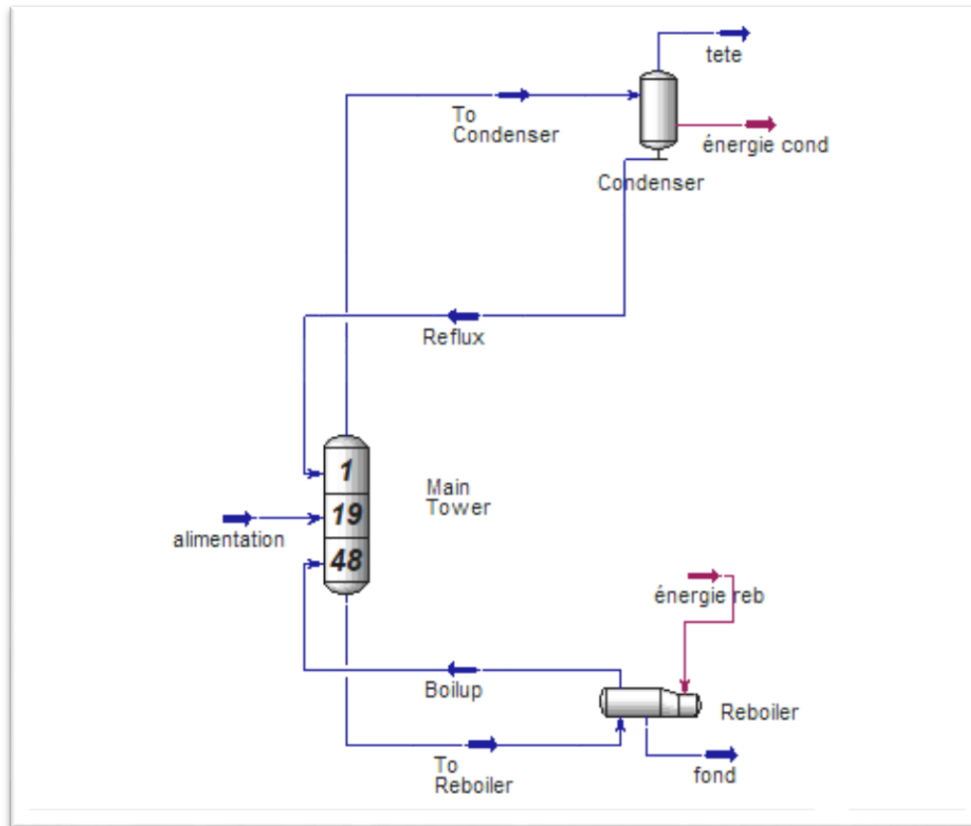 tete
To
Condenser
énergie cond
Condenser
Reflux
1
Main
Tower
19
alimentation
48
énergie reb
Boilup
Reboiler
To
Reboiler
fond